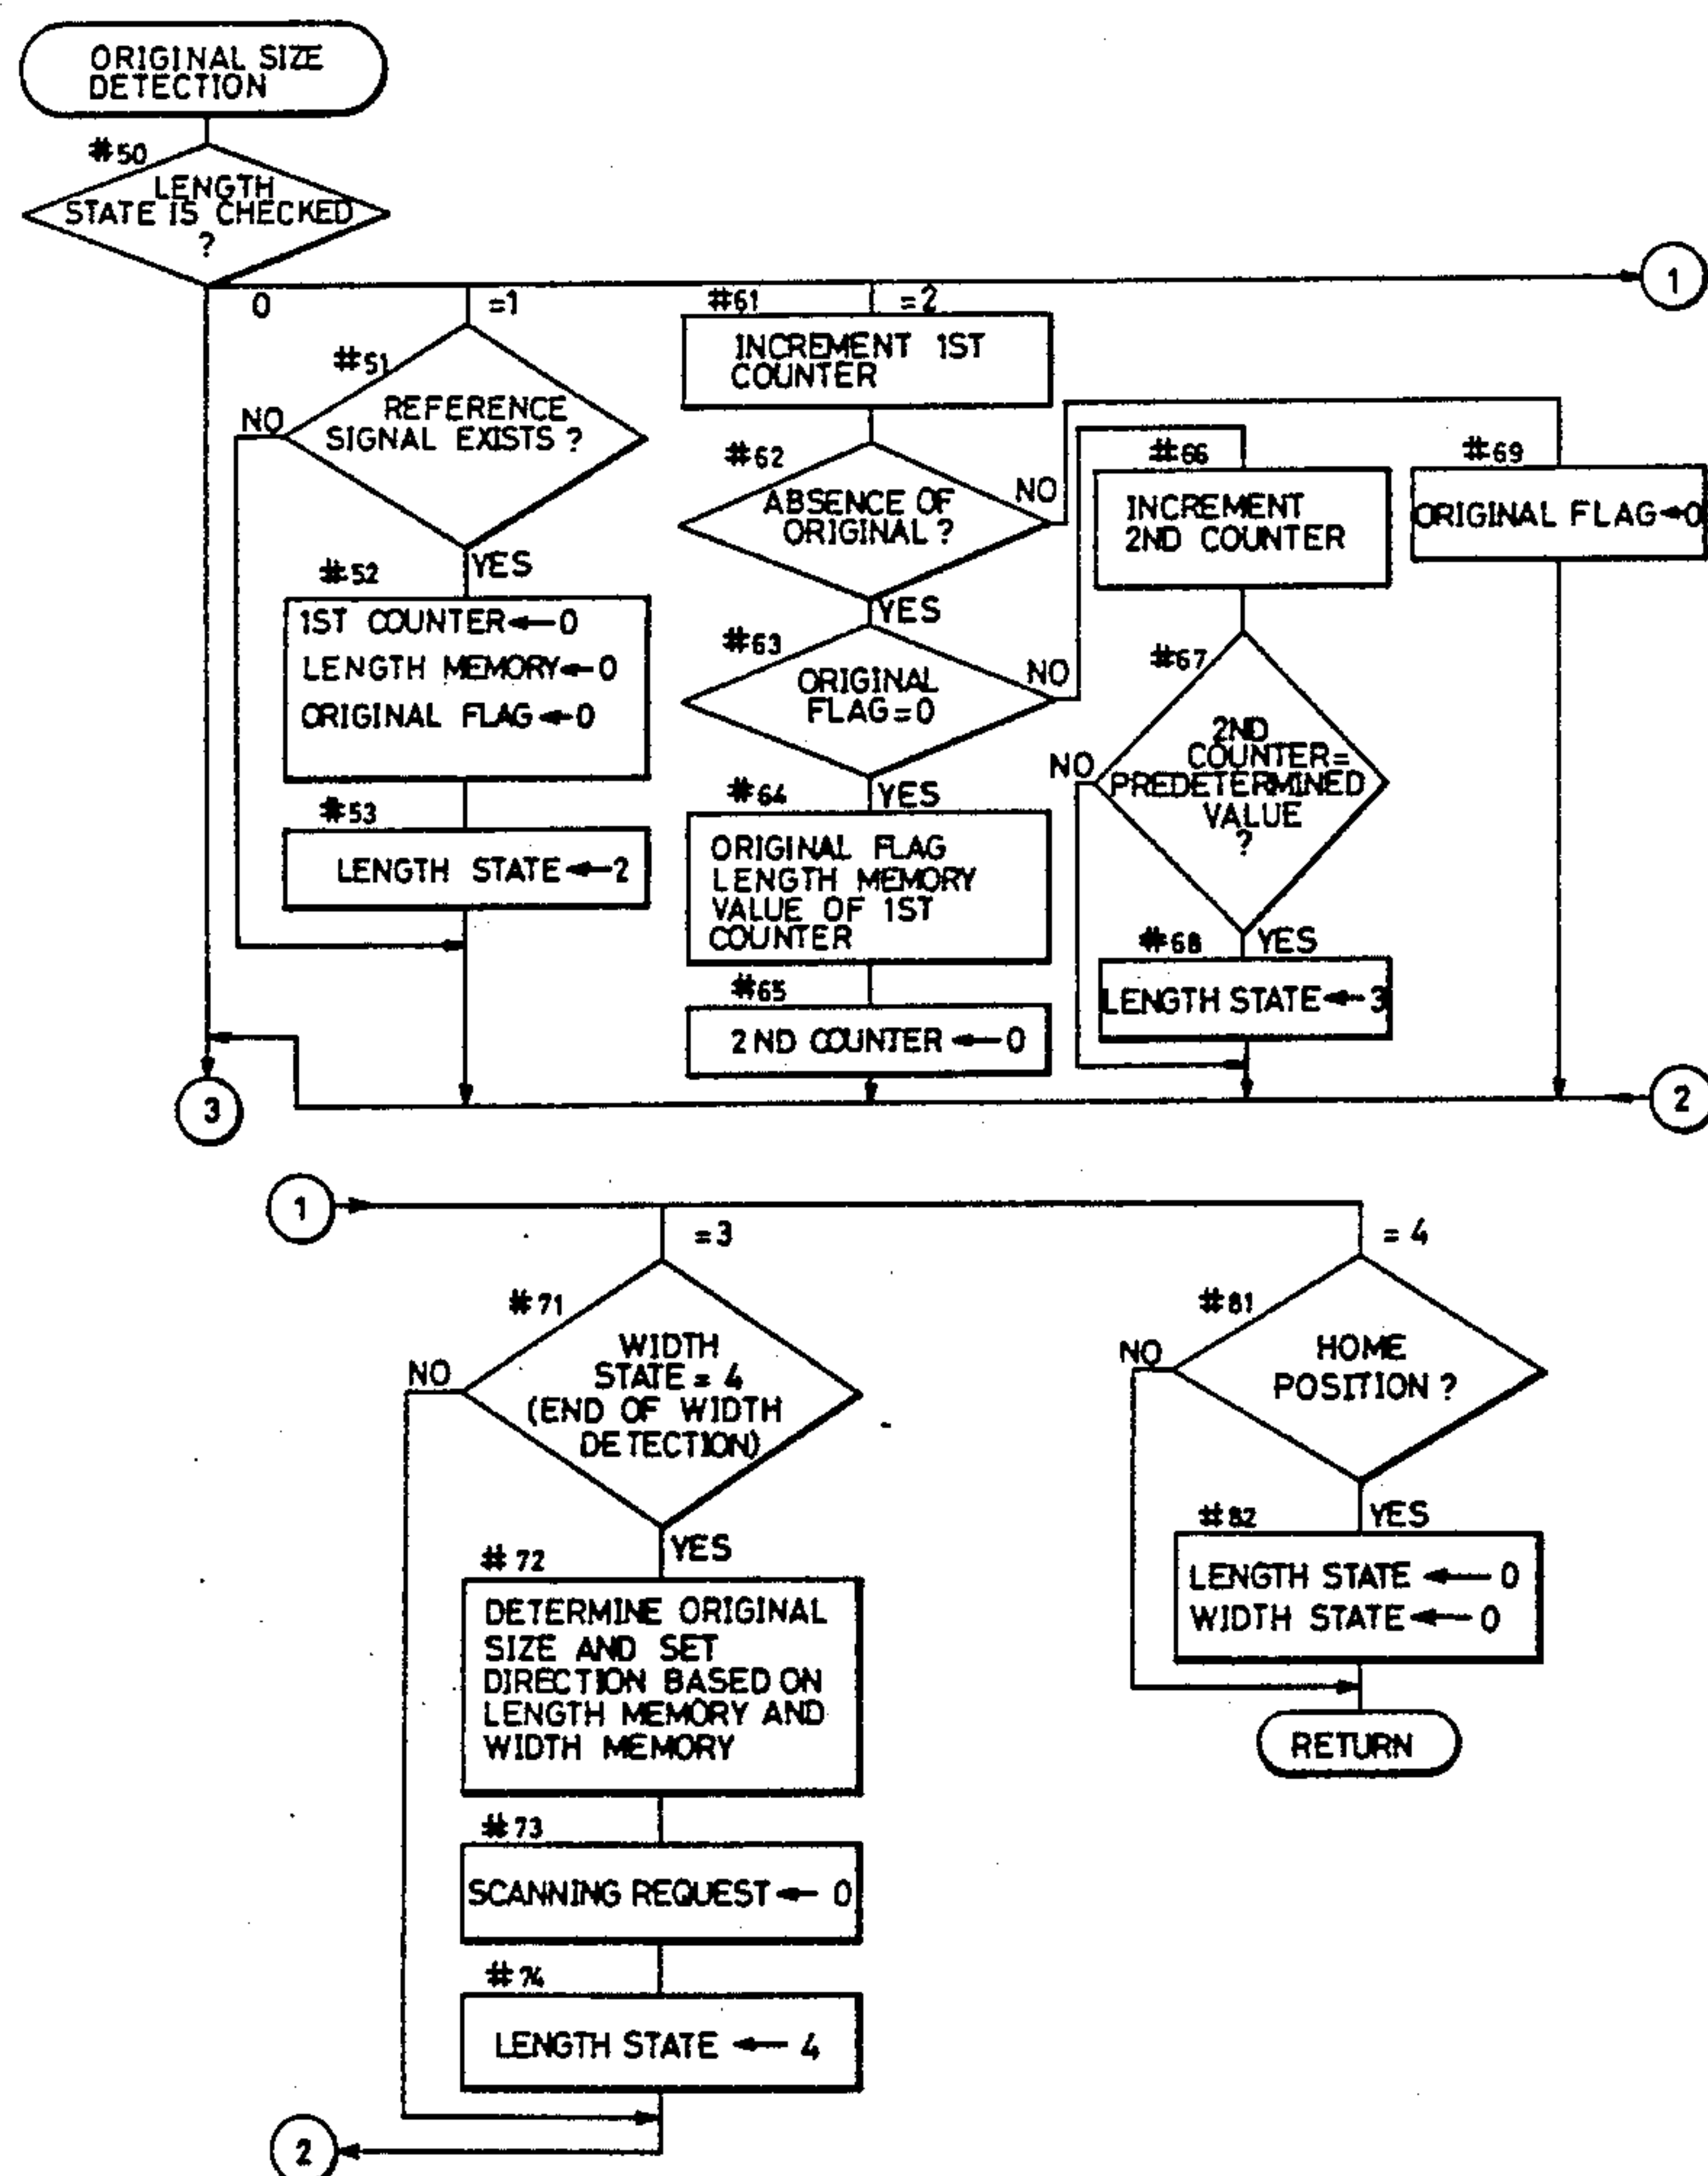 ORIGINAL SIZE
DETECTION
#50
LENGTH
STATE IS CHECKED
?
0
=1
#61
=2
1
#51
REFERENCE
SIGNAL EXISTS ?
NO
YES
#52
1ST COUNTER←0
LENGTH MEMORY←0
ORIGINAL FLAG←0
#53
LENGTH STATE←2
INCREMENT 1ST
COUNTER
#62
ABSENCE OF
ORIGINAL ?
NO
YES
#63
ORIGINAL
FLAG=0
NO
YES
#64
ORIGINAL FLAG
LENGTH MEMORY
VALUE OF 1ST
COUNTER
#65
2ND COUNTER←0
#66
INCREMENT
2ND COUNTER
#67
2ND
COUNTER=
PREDETERMINED
VALUE
?
NO
YES
#68
LENGTH STATE←3
#69
ORIGINAL FLAG←0
3
2
1
=3
=4
#71
WIDTH
STATE = 4
(END OF WIDTH
DETECTION)
NO
YES
#72
DETERMINE ORIGINAL
SIZE AND SET
DIRECTION BASED ON
LENGTH MEMORY AND
WIDTH MEMORY
#73
SCANNING REQUEST← 0
#74
LENGTH STATE ← 4
2
#81
HOME
POSITION ?
NO
YES
#82
LENGTH STATE ← 0
WIDTH STATE← 0
RETURN